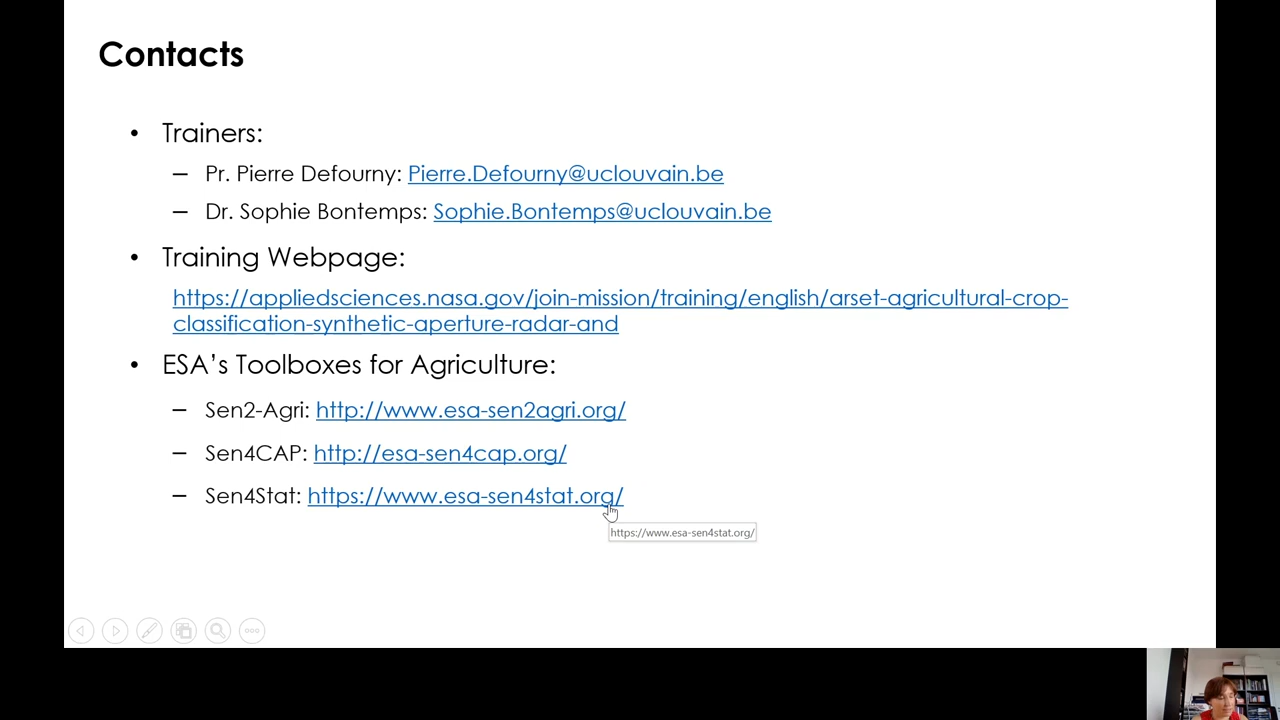 Contacts
• Trainers:
– Pr. Pierre Defourny: Pierre.Defourny@uclouvain.be
– Dr. Sophie Bontemps: Sophie.Bontemps@uclouvain.be
• Training Webpage:
https://appliedsciences.nasa.gov/join-mission/training/english/arset-agricultural-crop-
classification-synthetic-aperture-radar-and
• ESA’s Toolboxes for Agriculture:
– Sen2-Agri: http://www.esa-sen2agri.org/
– Sen4CAP: http://esa-sen4cap.org/
– Sen4Stat: https://www.esa-sen4stat.org/
https://www.esa-sen4stat.org/